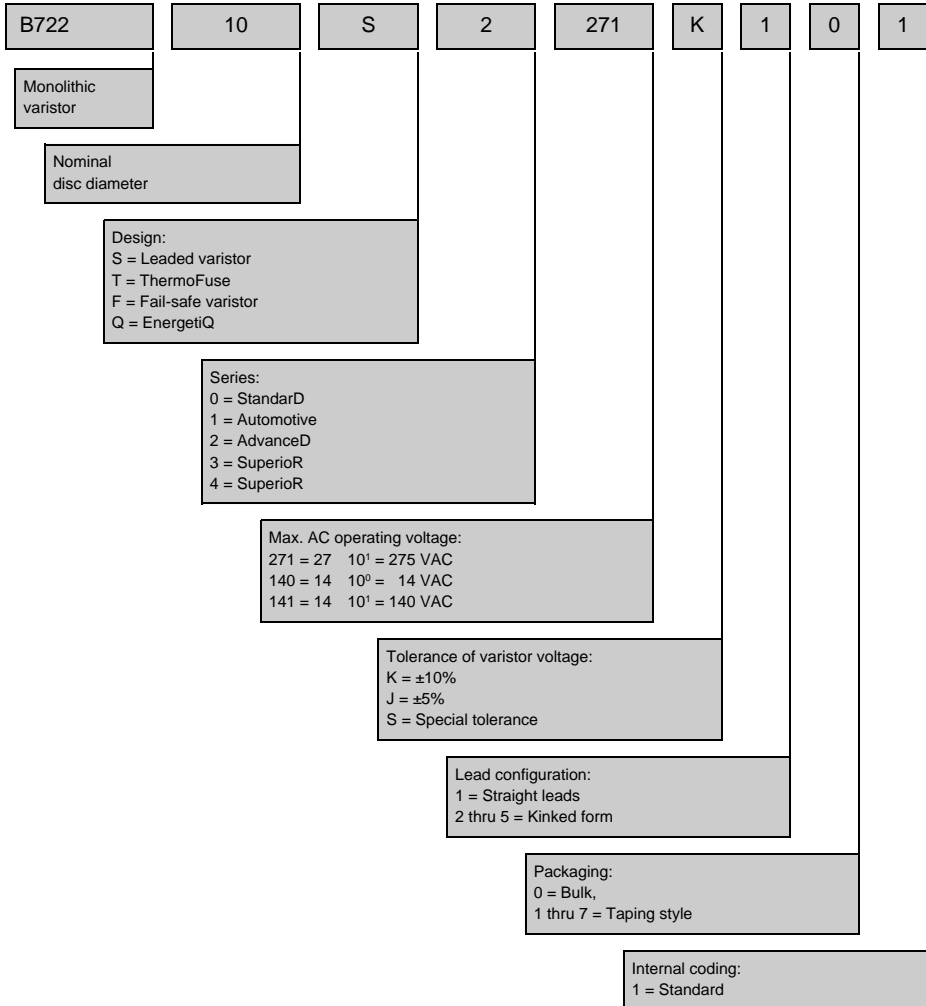 B722 10 S 2 271 K 1 0 1
Monolithic
varistor
Nominal
disc diameter
Design:
S = Leaded varistor
T = ThermoFuse
F = Fail-safe varistor
Q = EnergetiQ
Series:
0 = StandarD
1 = Automotive
2 = AdvanceD
3 = SuperioR
4 = SuperioR
Max. AC operating voltage:
271 = 27 10¹ = 275 VAC
140 = 14 10⁰ = 14 VAC
141 = 14 10¹ = 140 VAC
Tolerance of varistor voltage:
K = ±10%
J = ±5%
S = Special tolerance
Lead configuration:
1 = Straight leads
2 thru 5 = Kinked form
Packaging:
0 = Bulk,
1 thru 7 = Taping style
Internal coding:
1 = Standard